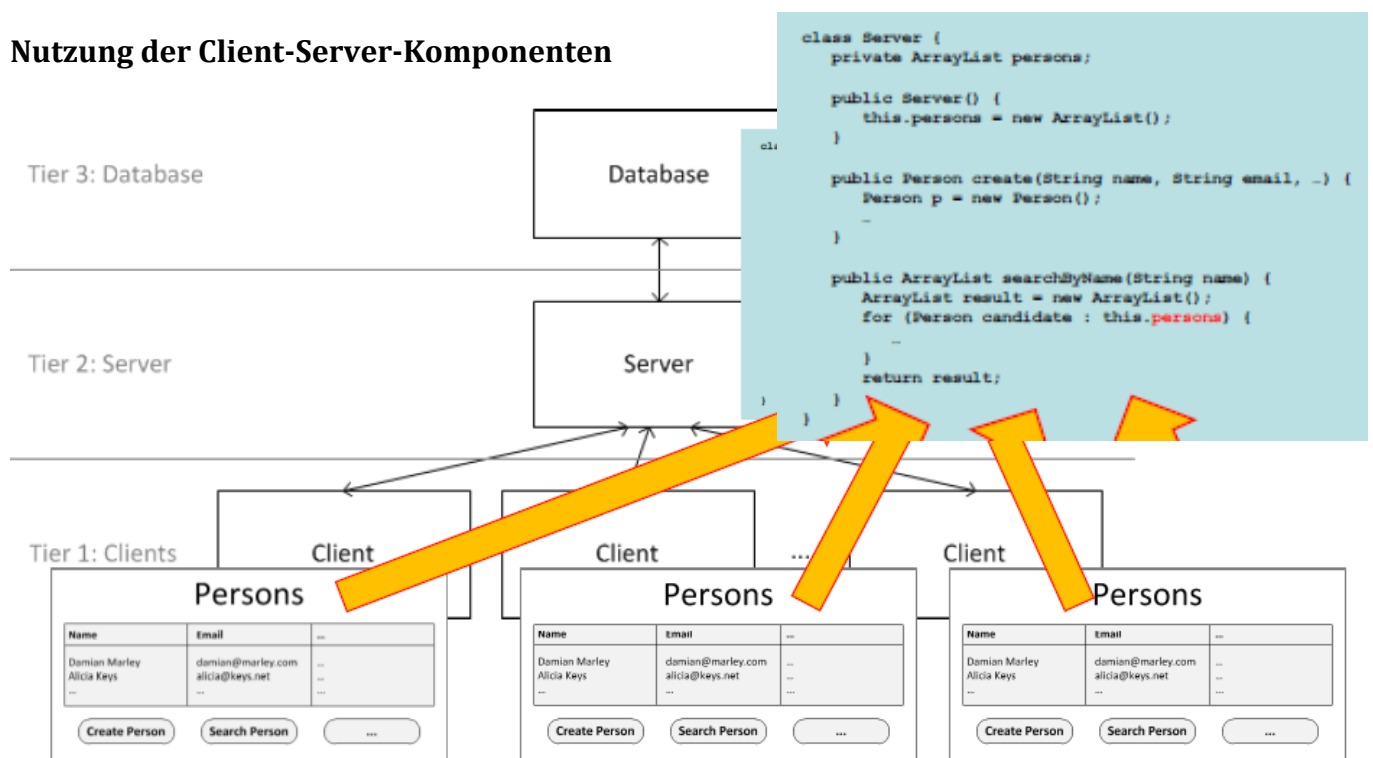 Nutzung der Client-Server-Komponenten
class Server {
private ArrayList persons;
public Server() {
this.persons = new ArrayList();
}
public Person create(String name, String email, …) {
Person p = new Person();
…
}
public ArrayList searchByName(String name) {
ArrayList result = new ArrayList();
for (Person candidate : this.persons) {
…
}
return result;
}
}
cla
}
Tier 3: Database
Database
Tier 2: Server
Server
Tier 1: Clients
Client
Client
...
Client
Persons
Name Email ...
Damian Marley damian@marley.com ...
Alicia Keys alicia@keys.net ...
... ... ...
Create Person Search Person ...
Persons
Name Email ...
Damian Marley damian@marley.com ...
Alicia Keys alicia@keys.net ...
... ... ...
Create Person Search Person ...
Persons
Name Email ...
Damian Marley damian@marley.com ...
Alicia Keys alicia@keys.net ...
... ... ...
Create Person Search Person ...